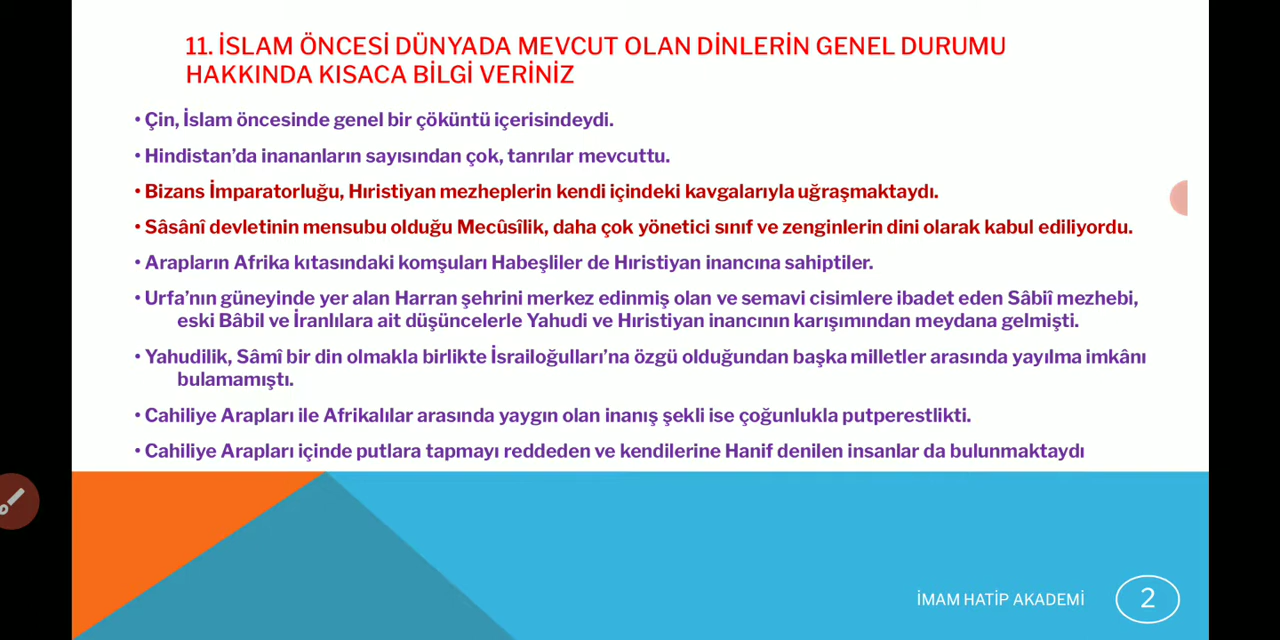 11. İSLAM ÖNCESİ DÜNYADA MEVCUT OLAN DİNLERİN GENEL DURUMU
HAKKINDA KISACA BİLGİ VERİNİZ
• Çin, İslam öncesinde genel bir çöküntü içerisindeydi.
• Hindistan’da inananların sayısından çok, tanrılar mevcuttu.
• Bizans İmparatorluğu, Hıristiyan mezheplerin kendi içindeki kavgalarıyla uğraşmaktaydı.
• Sâsânî devletinin mensubu olduğu Mecûsîlik, daha çok yönetici sınıf ve zenginlerin dini olarak kabul ediliyordu.
• Arapların Afrika kıtasındaki komşuları Habeşliler de Hıristiyan inancına sahiptiler.
• Urfa’nın güneyinde yer alan Harran şehrini merkez edinmiş olan ve semavi cisimlere ibadet eden Sâbiî mezhebi,
eski Bâbil ve İranlılara ait düşüncelerle Yahudi ve Hıristiyan inancının karışımından meydana gelmişti.
• Yahudilik, Sâmî bir din olmakla birlikte İsrailoğulları’na özgü olduğundan başka milletler arasında yayılma imkânı
bulamamıştı.
• Cahiliye Arapları ile Afrikalılar arasında yaygın olan inanış şekli ise çoğunlukla putperestlikti.
• Cahiliye Arapları içinde putlara tapmayı reddeden ve kendilerine Hanif denilen insanlar da bulunmaktaydı
İMAM HATİP AKADEMİ
2